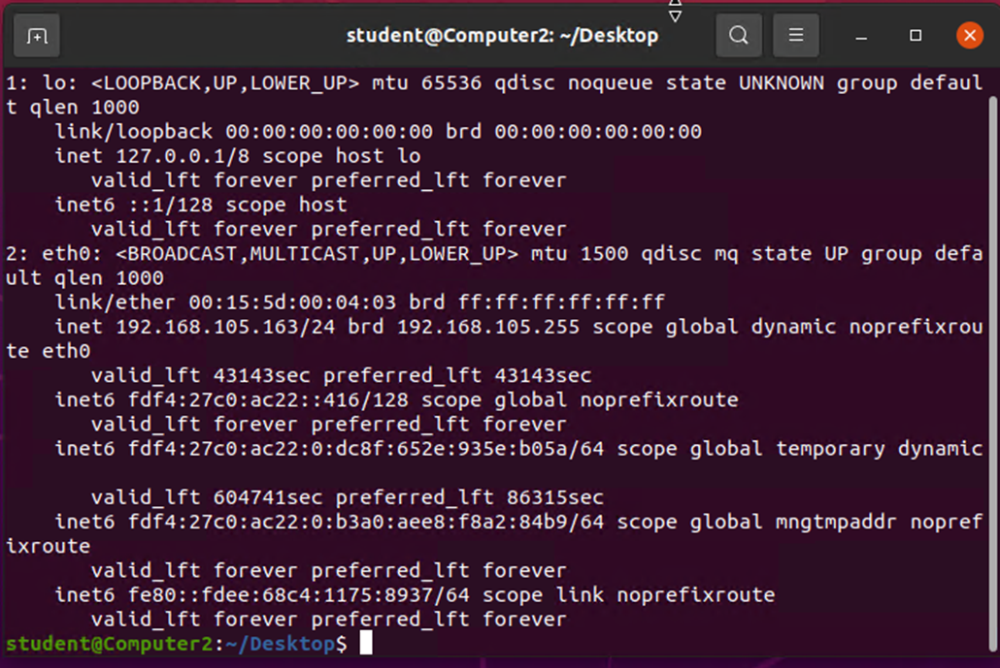 student@Computer2: ~/Desktop
1: lo: <LOOPBACK,UP,LOWER_UP> mtu 65536 qdisc noqueue state UNKNOWN group defaul
t qlen 1000
    link/loopback 00:00:00:00:00:00 brd 00:00:00:00:00:00
    inet 127.0.0.1/8 scope host lo
       valid_lft forever preferred_lft forever
    inet6 ::1/128 scope host
       valid_lft forever preferred_lft forever
2: eth0: <BROADCAST,MULTICAST,UP,LOWER_UP> mtu 1500 qdisc mq state UP group defa
ult qlen 1000
    link/ether 00:15:5d:00:04:03 brd ff:ff:ff:ff:ff:ff
    inet 192.168.105.163/24 brd 192.168.105.255 scope global dynamic noprefixrou
te eth0
       valid_lft 43143sec preferred_lft 43143sec
    inet6 fdf4:27c0:ac22::416/128 scope global noprefixroute
       valid_lft forever preferred_lft forever
    inet6 fdf4:27c0:ac22:0:dc8f:652e:935e:b05a/64 scope global temporary dynamic
       valid_lft 604741sec preferred_lft 86315sec
    inet6 fdf4:27c0:ac22:0:b3a0:aee8:f8a2:84b9/64 scope global mngtmpaddr nopref
ixroute
       valid_lft forever preferred_lft forever
    inet6 fe80::fdee:68c4:1175:8937/64 scope link noprefixroute
       valid_lft forever preferred_lft forever
student@Computer2:~/Desktop$